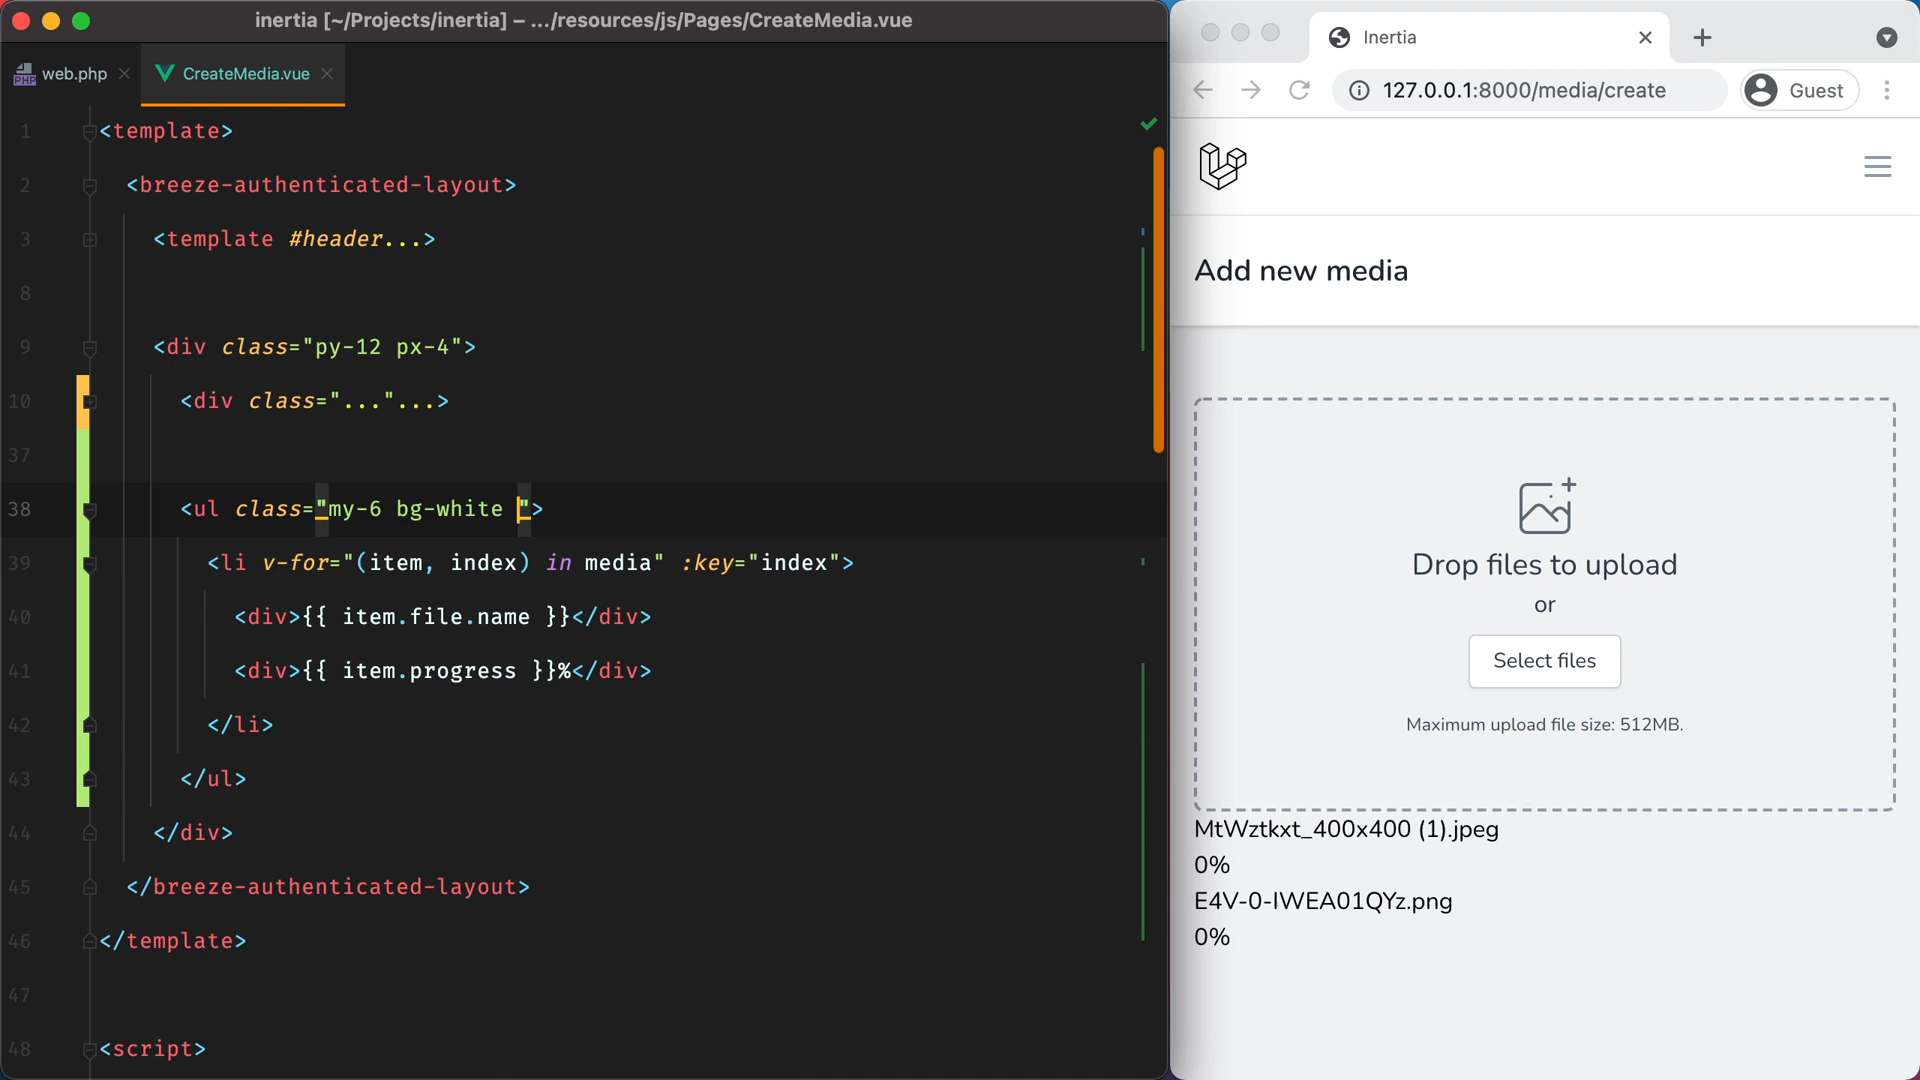 inertia [~/Projects/inertia] – .../resources/js/Pages/CreateMedia.vue
PHP web.php
CreateMedia.vue
1 <template>
2 <breeze-authenticated-layout>
3 <template #header...>
8
9 <div class="py-12 px-4">
10 <div class="..."...>
37
38 <ul class="my-6 bg-white ">
39 <li v-for="(item, index) in media" :key="index">
40 <div>{{ item.file.name }}</div>
41 <div>{{ item.progress }}%</div>
42 </li>
43 </ul>
44 </div>
45 </breeze-authenticated-layout>
46 </template>
47
48 <script>
Inertia
127.0.0.1:8000/media/create
Guest
Add new media
Drop files to upload
or
Select files
Maximum upload file size: 512MB.
MtWztkxt_400x400 (1).jpeg
0%
E4V-0-IWEA01QYz.png
0%